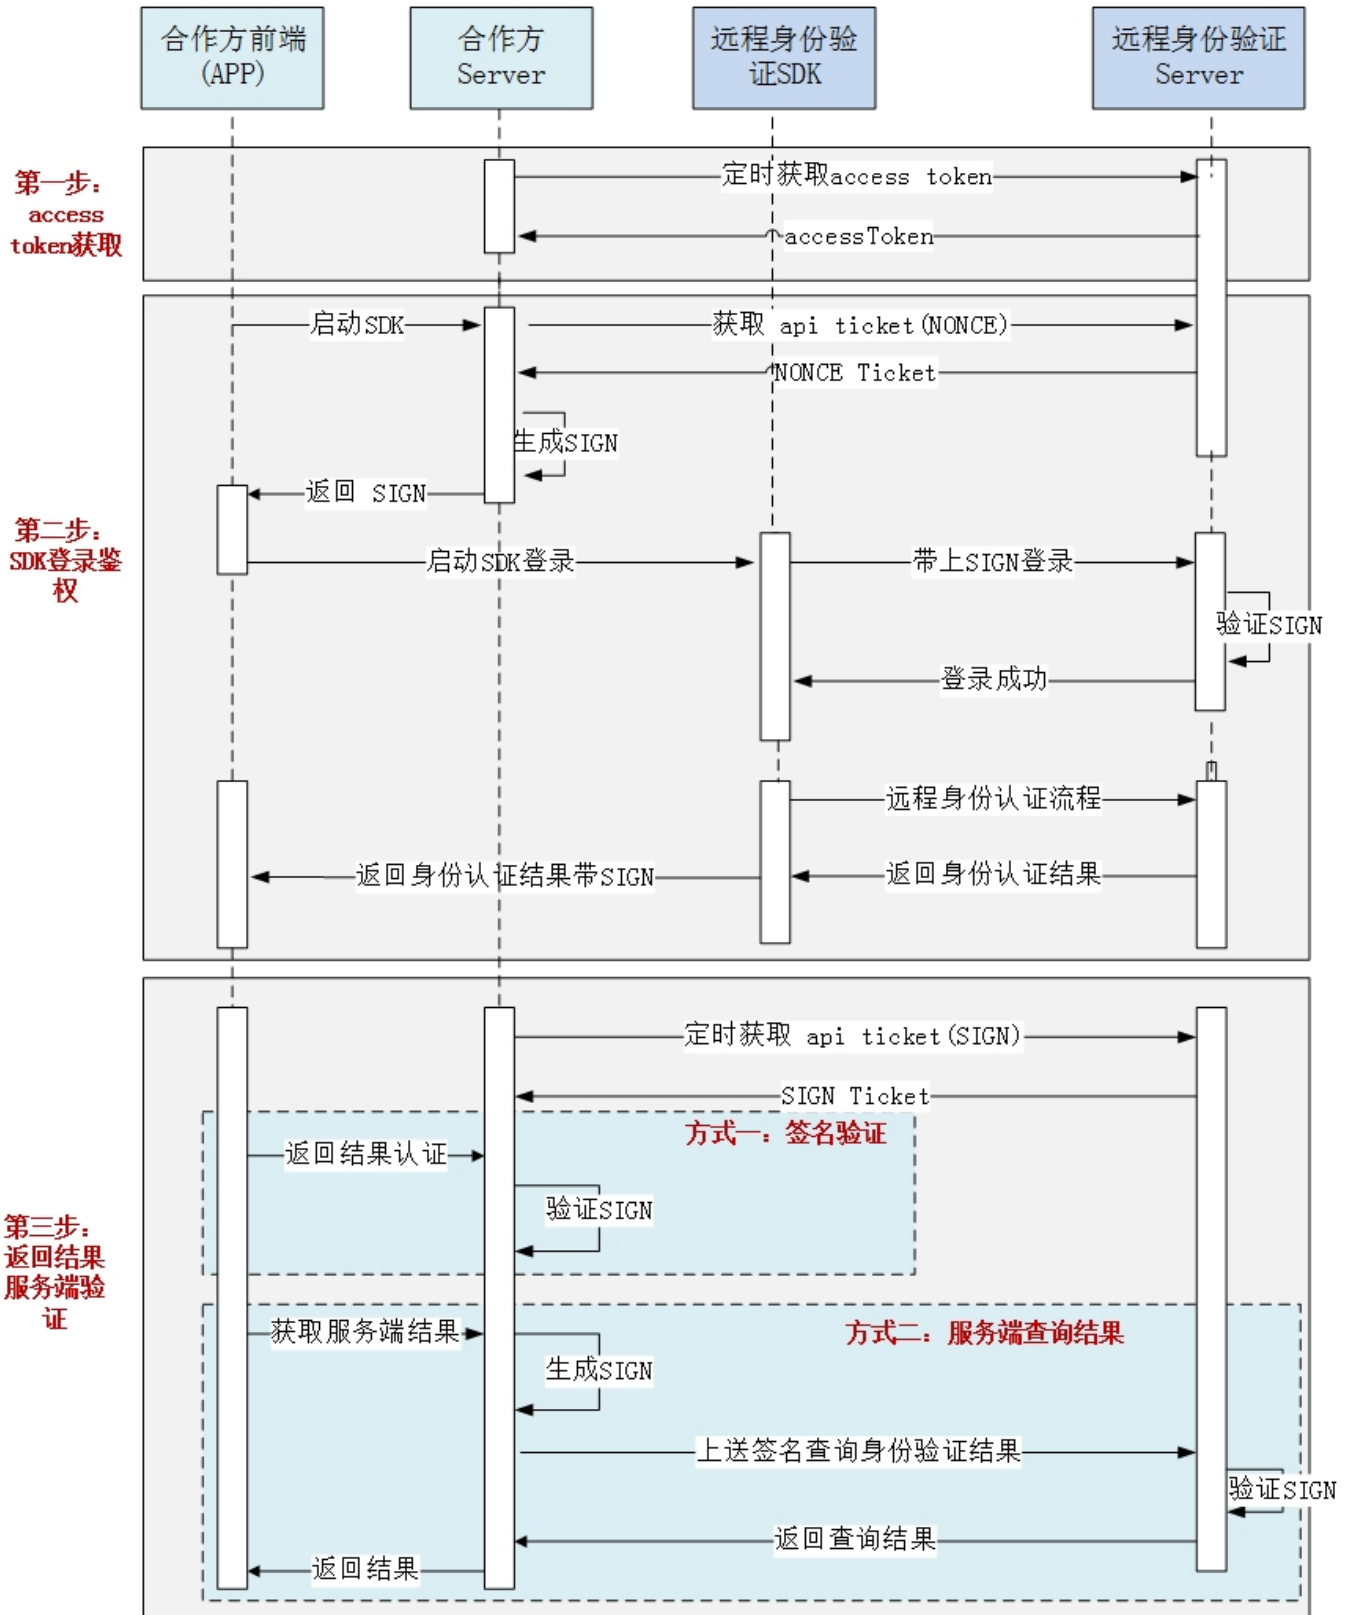 合作方前端
(APP)
合作方
Server
远程身份验
证SDK
远程身份验证
Server
第一步:
access
token获取
定时获取access token
accessToken
第二步:
SDK登录鉴
权
启动SDK
获取 api ticket(NONCE)
NONCE Ticket
生成SIGN
返回 SIGN
启动SDK登录
带上SIGN登录
验证SIGN
登录成功
远程身份认证流程
返回身份认证结果带SIGN
返回身份认证结果
第三步:
返回结果
服务端验
证
定时获取 api ticket(SIGN)
SIGN Ticket
方式一: 签名验证
返回结果认证
验证SIGN
方式二: 服务端查询结果
获取服务端结果
生成SIGN
上送签名查询身份验证结果
验证SIGN
返回查询结果
返回结果